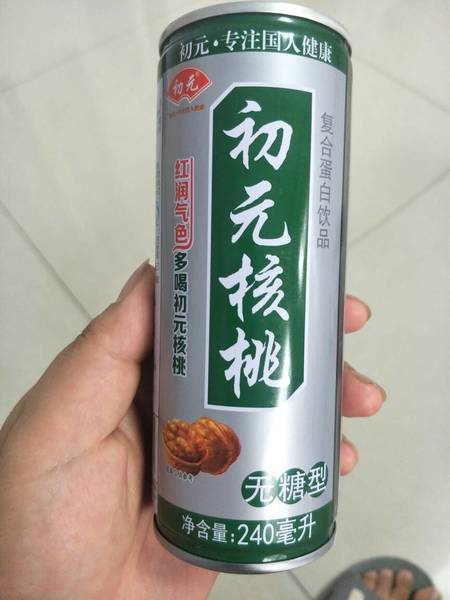 初元·专注国人健康
初元
初元核桃
复合蛋白饮品
红润气色
多喝初元核桃
无糖型
净含量:240毫升